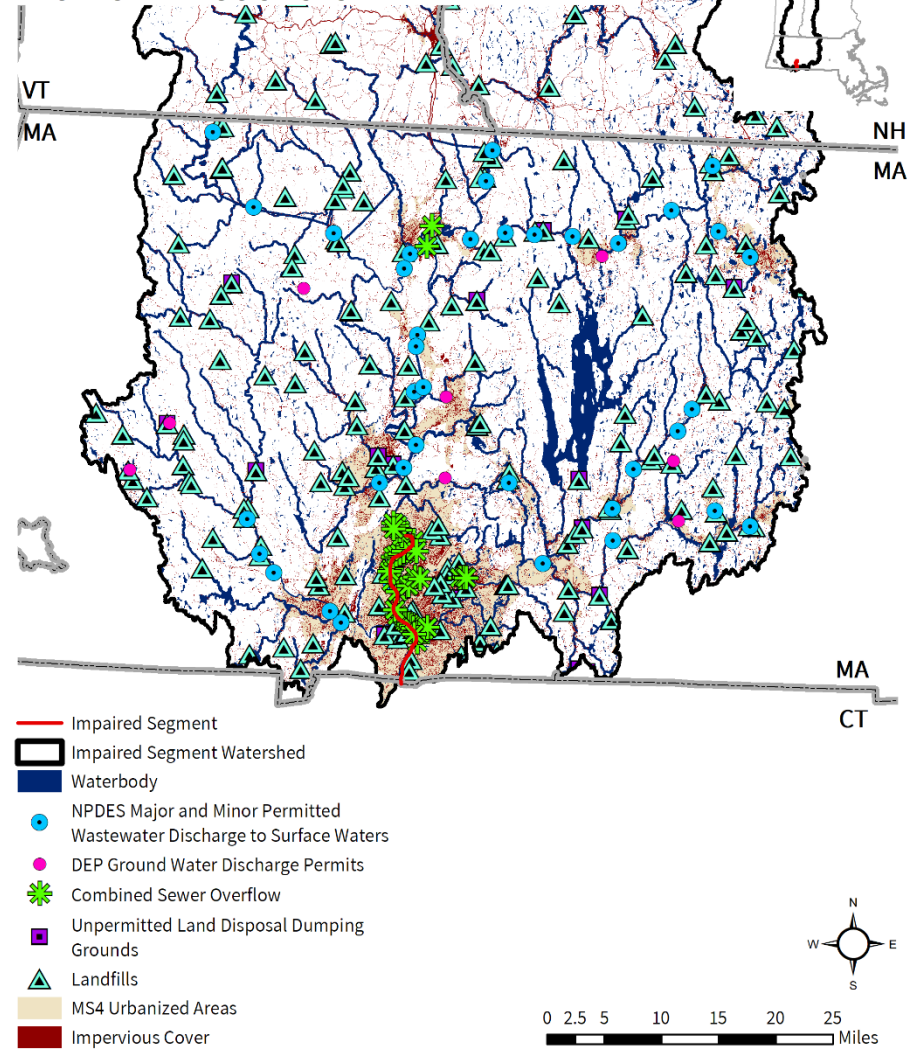 VT
MA
NH
MA
MA
CT
Impaired Segment
Impaired Segment Watershed
Waterbody
NPDES Major and Minor Permitted
Wastewater Discharge to Surface Waters
DEP Ground Water Discharge Permits
Combined Sewer Overflow
Unpermitted Land Disposal Dumping
Grounds
Landfills
MS4 Urbanized Areas
Impervious Cover
N
W E
S
0 2.5 5 10 15 20 25
Miles